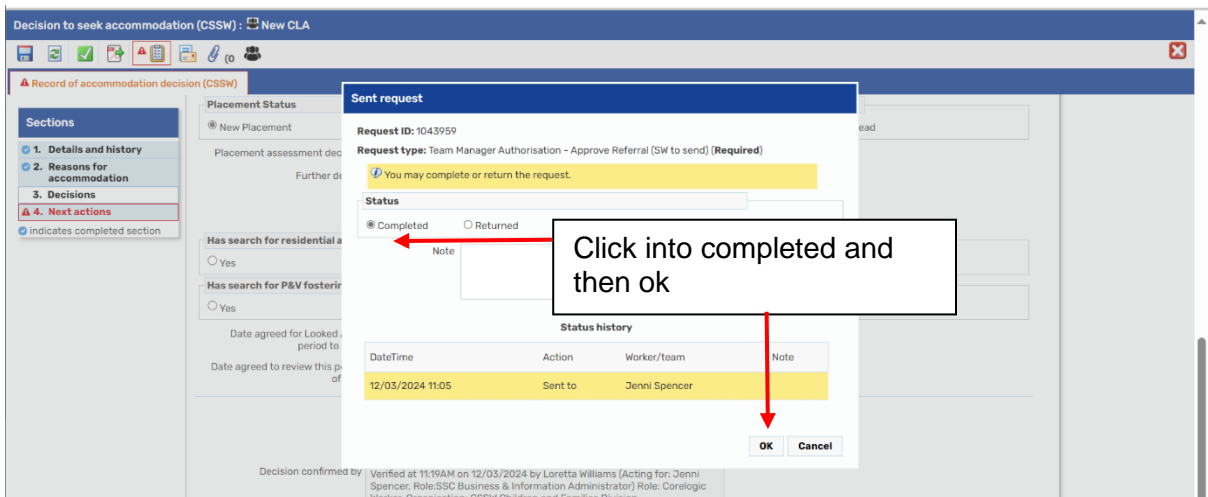 Decision to seek accommodation (CSSW) : New CLA
(0
Record of accommodation decision (CSSW)
Sections
1. Details and history
2. Reasons for
accommodation
3. Decisions
4. Next actions
indicates completed section
Placement Status
New Placement
ead
Placement assessment dec
Further de
Has search for residential a
Yes
Has search for P&V fosterin
Yes
Date agreed for Looked
period to
Date agreed to review this p
of
Sent request
Request ID: 1043959
Request type: Team Manager Authorisation - Approve Referral (SW to send) (Required)
You may complete or return the request.
Status
Completed
Returned
Note
Click into completed and
then ok
Status history
DateTime Action Worker/team Note
12/03/2024 11:05 Sent to Jenni Spencer
OK Cancel
Decision confirmed by
Verified at 11:19AM on 12/03/2024 by Loretta Williams (Acting for: Jenni
Spencer, Role:SSC Business & Information Administrator) Role: Corelogic